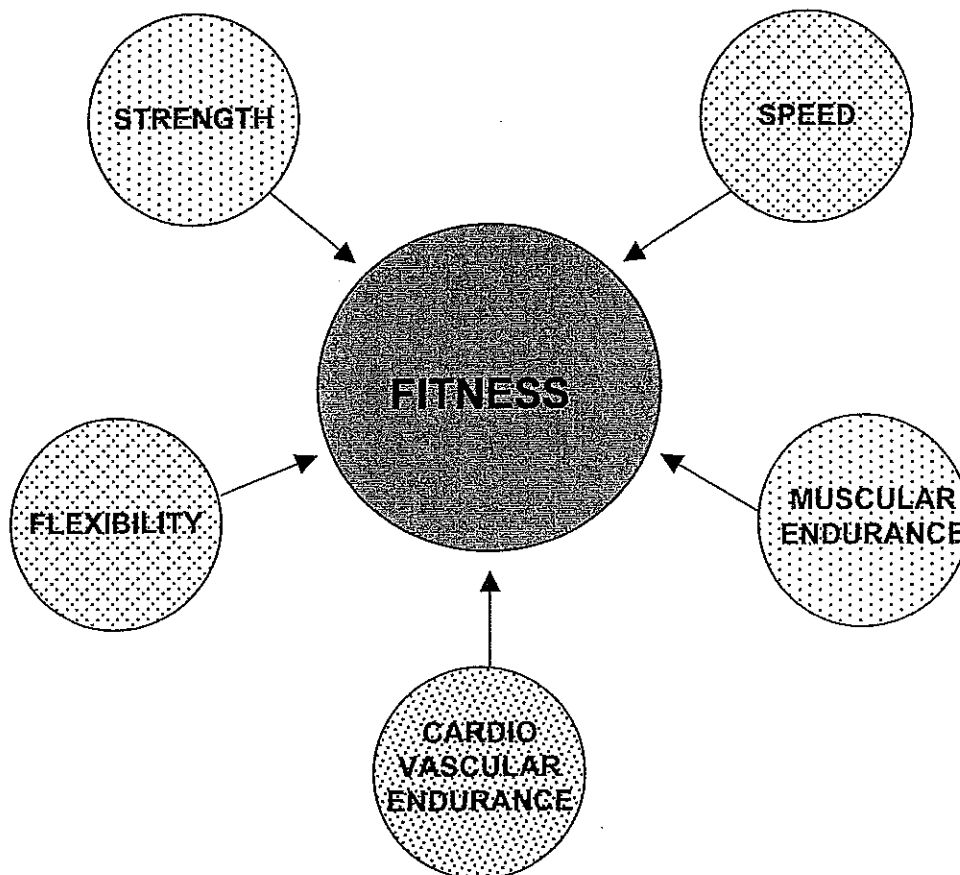 STRENGTH
SPEED
FITNESS
FLEXIBILITY
MUSCULAR
ENDURANCE
CARDIO
VASCULAR
ENDURANCE